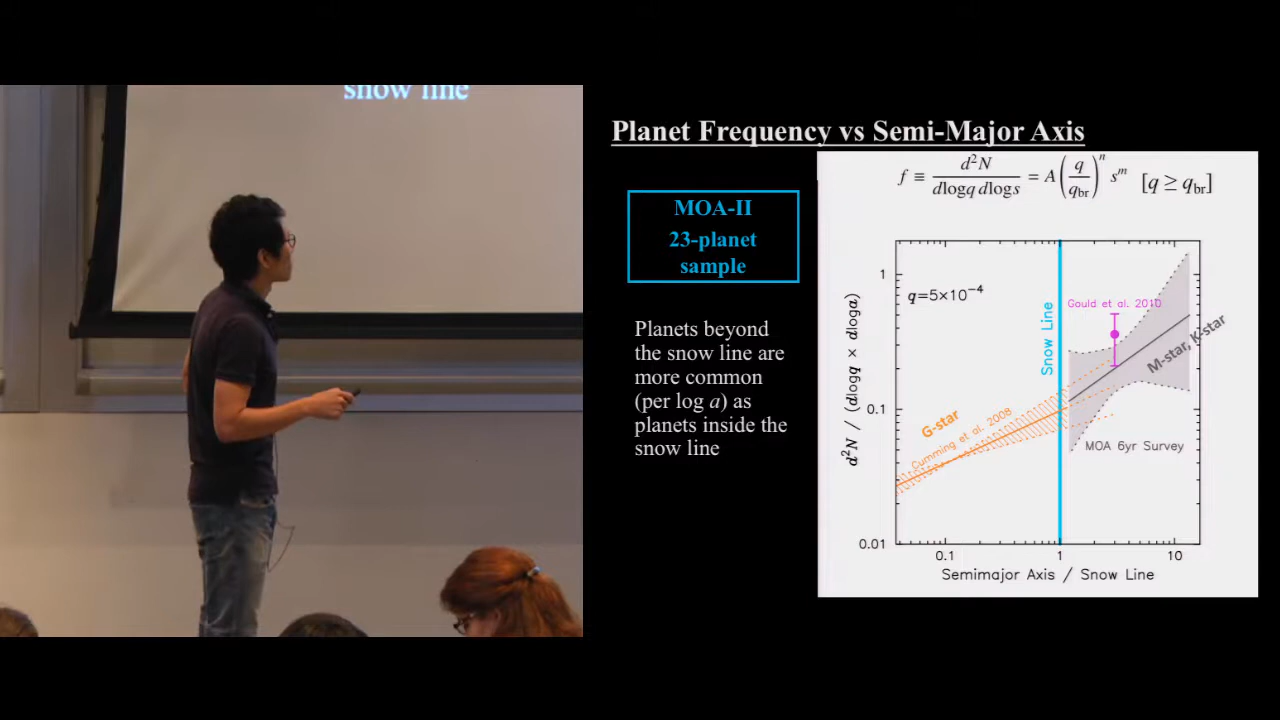 snow line
Planet Frequency vs Semi-Major Axis
f ≡ d²N / dlogq dlogs = A (q / q_br)ⁿ sᵐ [q ≥ q_br]
MOA-II
23-planet
sample
Planets beyond
the snow line are
more common
(per log a) as
planets inside the
snow line
q=5×10⁻⁴
Snow Line
Gould et al. 2010
M-star, K-star
G-star
Cumming et al. 2008
MOA 6yr Survey
d²N / (dlogq × dloga)
1
0.1
0.01
0.1 1 10
Semimajor Axis / Snow Line